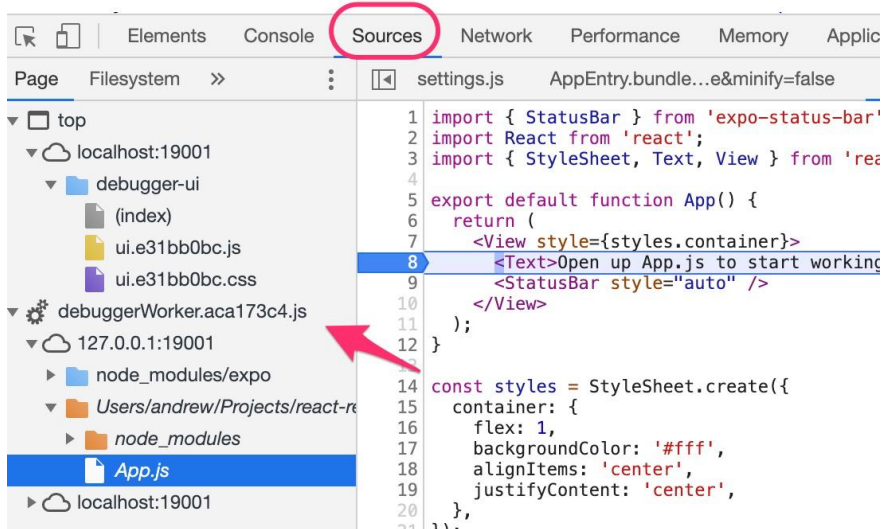 Elements Console Sources Network Performance Memory Applic
Page Filesystem »
settings.js AppEntry.bundle...e&minify=false
top
localhost:19001
debugger-ui
(index)
ui.e31bb0bc.js
ui.e31bb0bc.css
debuggerWorker.aca173c4.js
127.0.0.1:19001
node_modules/expo
Users/andrew/Projects/react-re
node_modules
App.js
localhost:19001
1 import { StatusBar } from 'expo-status-bar'
2 import React from 'react';
3 import { StyleSheet, Text, View } from 'rea
4
5 export default function App() {
6 return (
7 <View style={styles.container}>
8 <Text>Open up App.js to start working
9 <StatusBar style="auto" />
10 </View>
11 );
12 }
13
14 const styles = StyleSheet.create({
15 container: {
16 flex: 1,
17 backgroundColor: '#fff',
18 alignItems: 'center',
19 justifyContent: 'center',
20 },
21 });